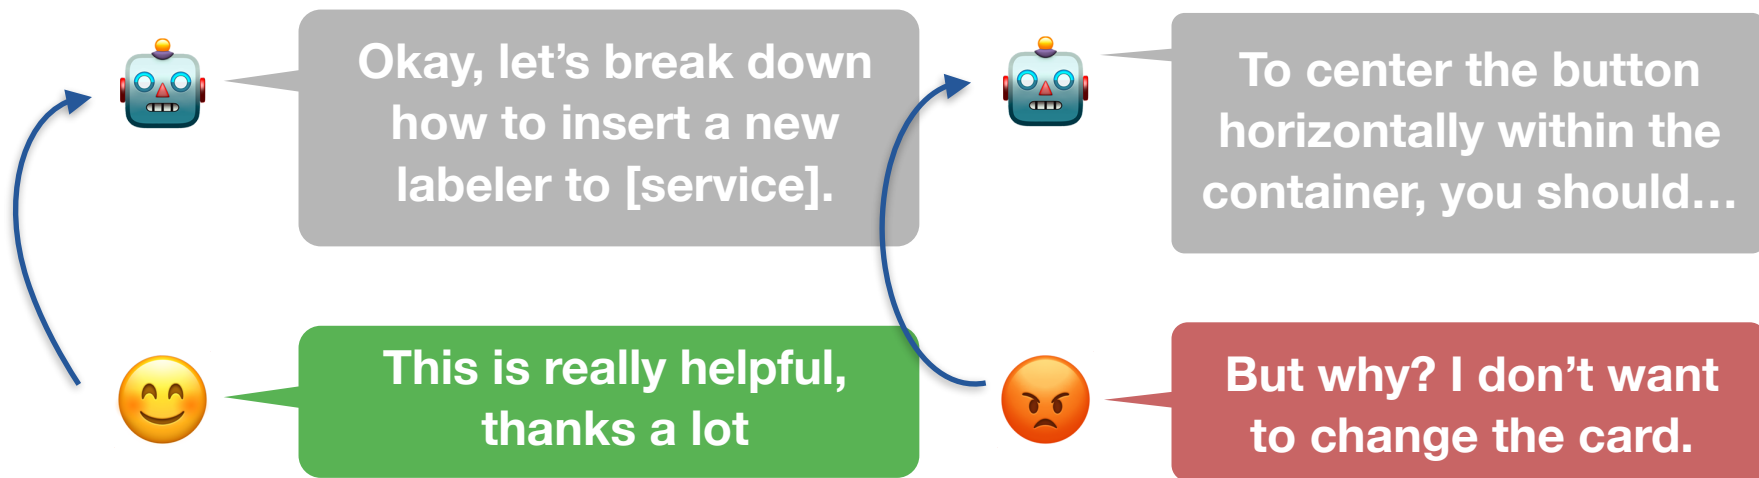 Okay, let’s break down
how to insert a new
labeler to [service].
This is really helpful,
thanks a lot
To center the button
horizontally within the
container, you should…
But why? I don’t want
to change the card.